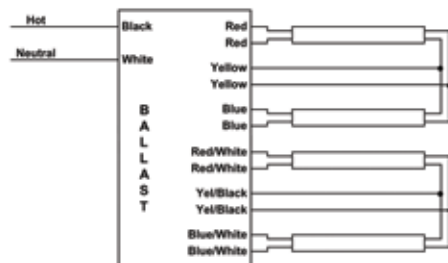 Hot
Black
Neutral
White
BALLAST
Red
Red
Yellow
Yellow
Blue
Blue
Red/White
Red/White
Yel/Black
Yel/Black
Blue/White
Blue/White